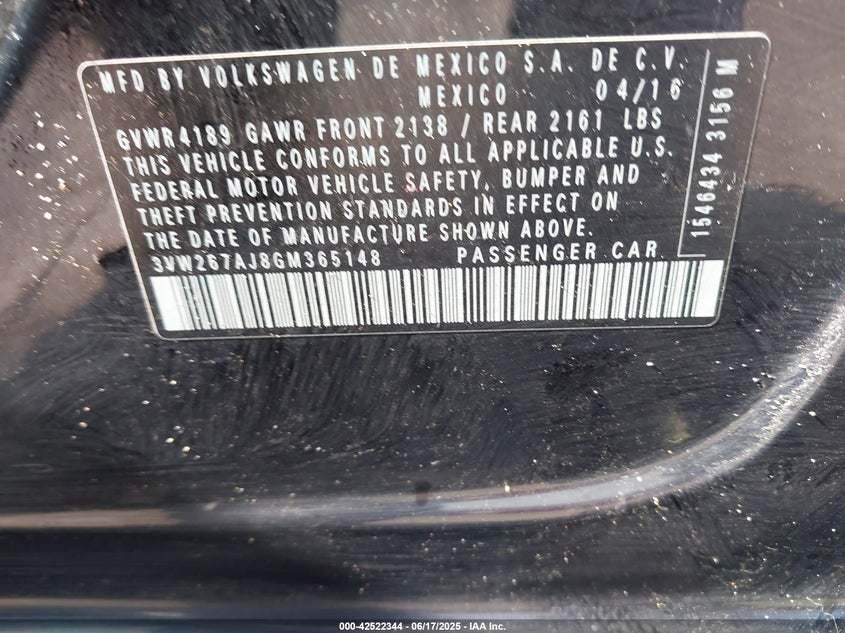 MFD BY VOLKSWAGEN DE MEXICO S.A. DE C.V.
MEXICO 04/16
GVWR 4189 GAWR FRONT 2138 / REAR 2161 LBS
THIS VEHICLE CONFORMS TO ALL APPLICABLE U.S.
FEDERAL MOTOR VEHICLE SAFETY, BUMPER AND
THEFT PREVENTION STANDARDS IN EFFECT ON
THE DATE OF MANUFACTURE SHOWN ABOVE.
3VW267AJ8GM365148 PASSENGER CAR
1546434 3156 M
000-42522344 - 06/17/2025 - IAA Inc.